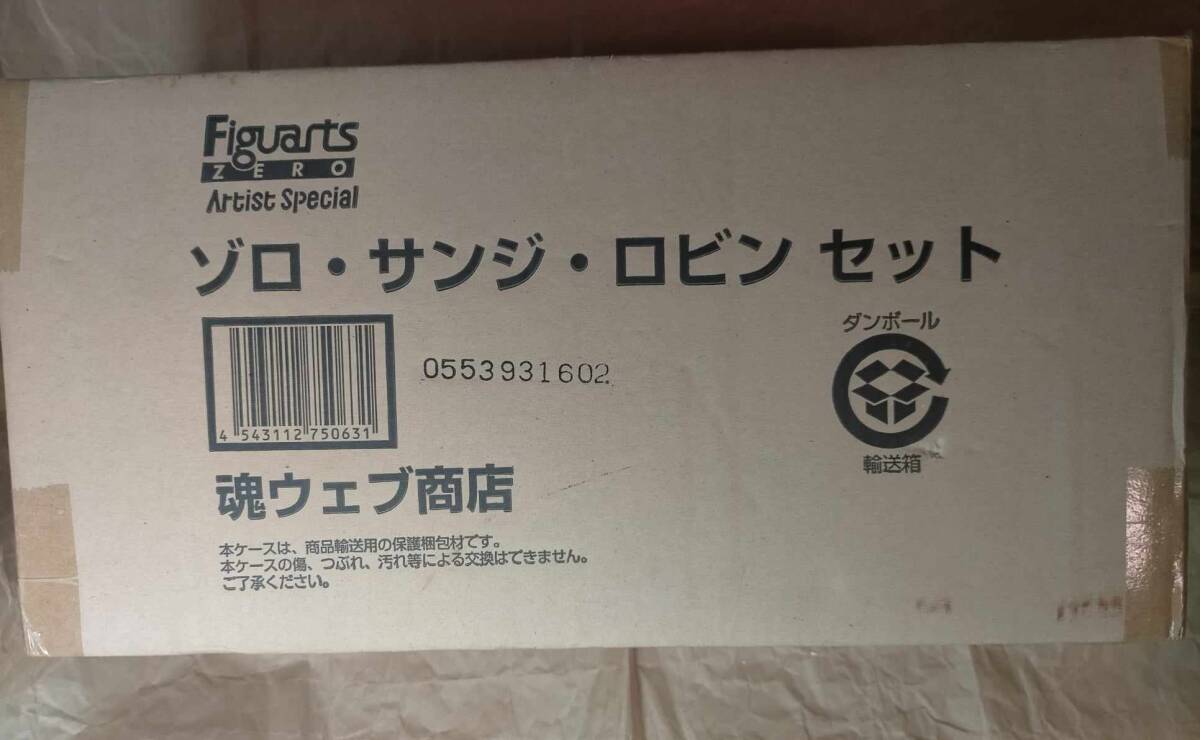 Figuarts
ZERO
Artist Special
ゾロ・サンジ・ロビン セット
ダンボール
0553931602
4 543112 750631
輸送箱
魂ウェブ商店
本ケースは、商品輸送用の保護梱包材です。
本ケースの傷、つぶれ、汚れ等による交換はできません。
ご了承ください。